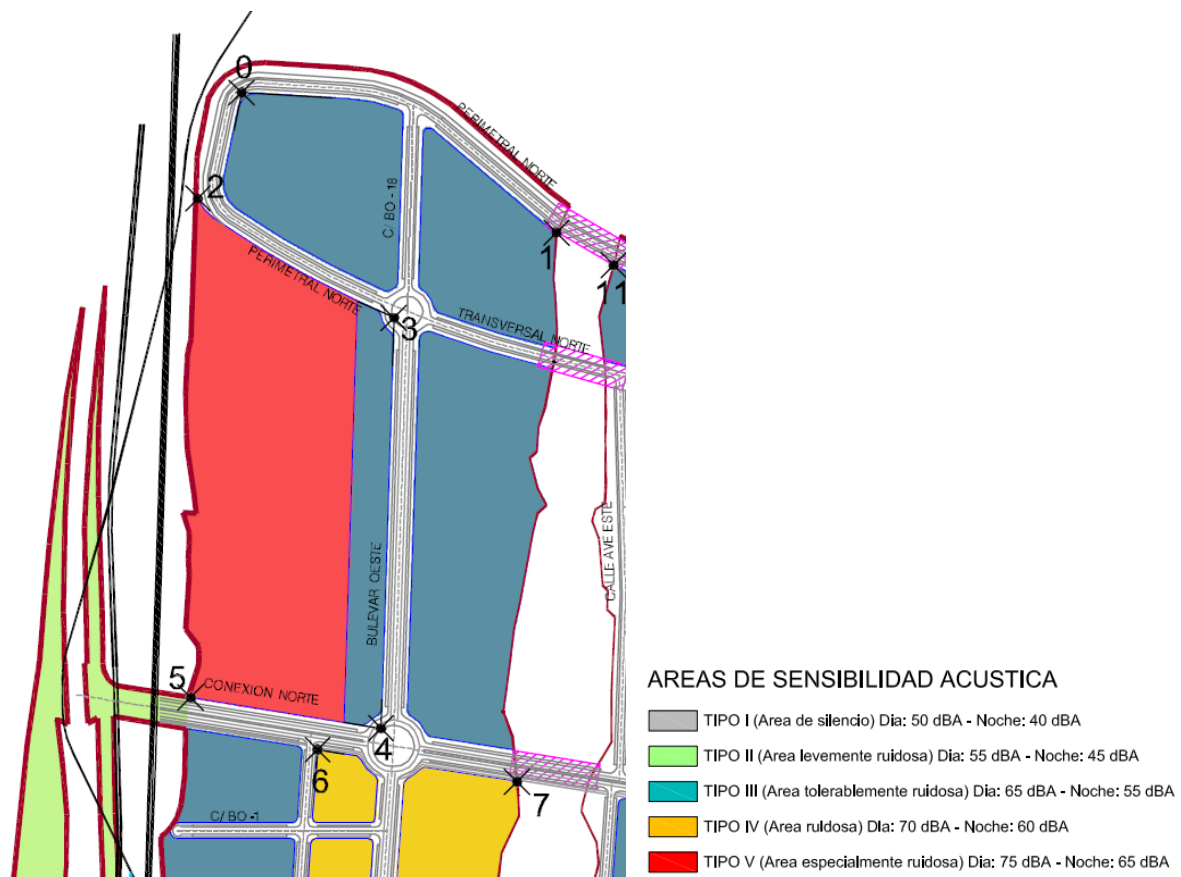 0
PERIMETRAL NORTE
2
C/ BO - 18
1
11
PERIMETRAL NORTE
3
TRANSVERSAL NORTE
CALLE AVE ESTE
BULEVAR OESTE
5
CONEXION NORTE
4
6
7
C/ BO -1
AREAS DE SENSIBILIDAD ACUSTICA
TIPO I (Area de silencio) Dia: 50 dBA - Noche: 40 dBA
TIPO II (Area levemente ruidosa) Dia: 55 dBA - Noche: 45 dBA
TIPO III (Area tolerablemente ruidosa) Dia: 65 dBA - Noche: 55 dBA
TIPO IV (Area ruidosa) Dia: 70 dBA - Noche: 60 dBA
TIPO V (Area especialmente ruidosa) Dia: 75 dBA - Noche: 65 dBA